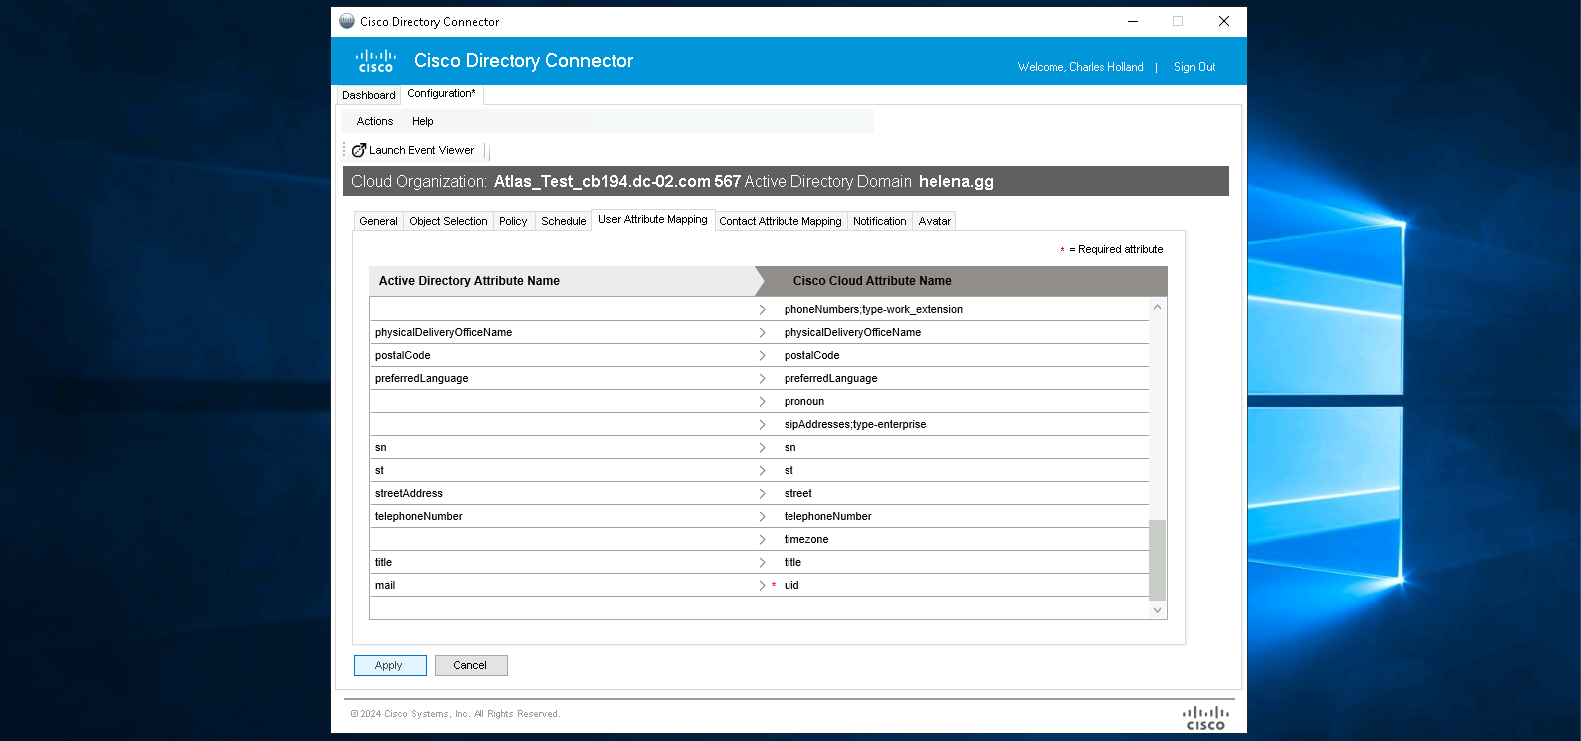 Cisco Directory Connector
cisco Cisco Directory Connector
Welcome, Charles Holland | Sign Out
Dashboard Configuration*
Actions Help
Launch Event Viewer
Cloud Organization: Atlas_Test_cb194.dc-02.com 567 Active Directory Domain helena.gg
General Object Selection Policy Schedule User Attribute Mapping Contact Attribute Mapping Notification Avatar
* = Required attribute
Active Directory Attribute Name Cisco Cloud Attribute Name
phoneNumbers;type-work_extension
physicalDeliveryOfficeName physicalDeliveryOfficeName
postalCode postalCode
preferredLanguage preferredLanguage
pronoun
sipAddresses;type-enterprise
sn sn
st st
streetAddress street
telephoneNumber telephoneNumber
timezone
title title
mail * uid
Apply Cancel
© 2024 Cisco Systems, Inc. All Rights Reserved.
cisco